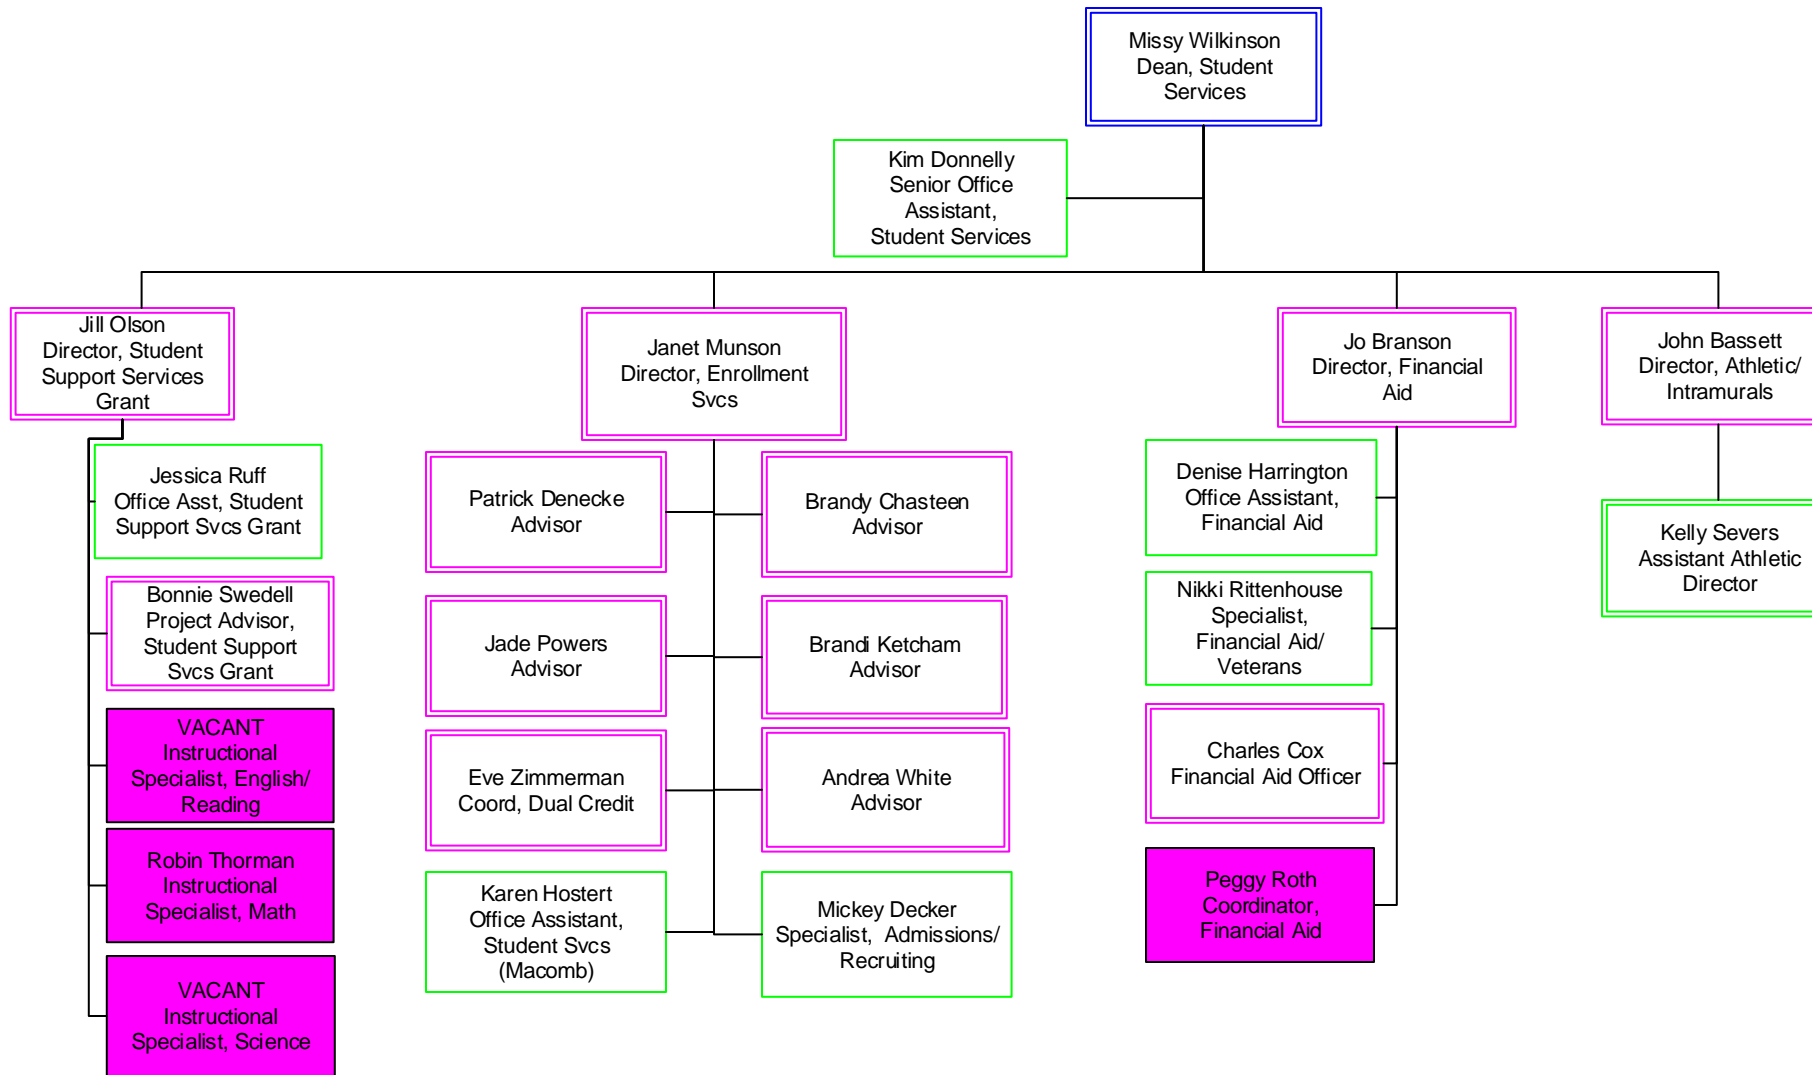 Missy Wilkinson
Dean, Student
Services
Kim Donnelly
Senior Office
Assistant,
Student Services
Jill Olson
Director, Student
Support Services
Grant
Janet Munson
Director, Enrollment
Svcs
Jo Branson
Director, Financial
Aid
John Bassett
Director, Athletic/
Intramurals
Jessica Ruff
Office Asst, Student
Support Svcs Grant
Bonnie Swedell
Project Advisor,
Student Support
Svcs Grant
VACANT
Instructional
Specialist, English/
Reading
Robin Thorman
Instructional
Specialist, Math
VACANT
Instructional
Specialist, Science
Patrick Denecke
Advisor
Brandy Chasteen
Advisor
Jade Powers
Advisor
Brandi Ketcham
Advisor
Eve Zimmerman
Coord, Dual Credit
Andrea White
Advisor
Karen Hostert
Office Assistant,
Student Svcs
(Macomb)
Mickey Decker
Specialist, Admissions/
Recruiting
Denise Harrington
Office Assistant,
Financial Aid
Nikki Rittenhouse
Specialist,
Financial Aid/
Veterans
Charles Cox
Financial Aid Officer
Peggy Roth
Coordinator,
Financial Aid
Kelly Severs
Assistant Athletic
Director